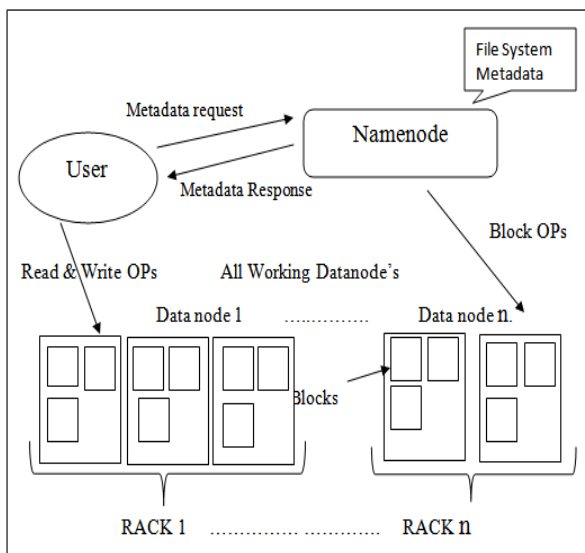 File System
Metadata
Metadata request
Namenode
User
Metadata Response
Block OPs
Read & Write OPs
All Working Datanode's
Data node 1
..............
Data node n.
Blocks
RACK 1
............... ...............
RACK n